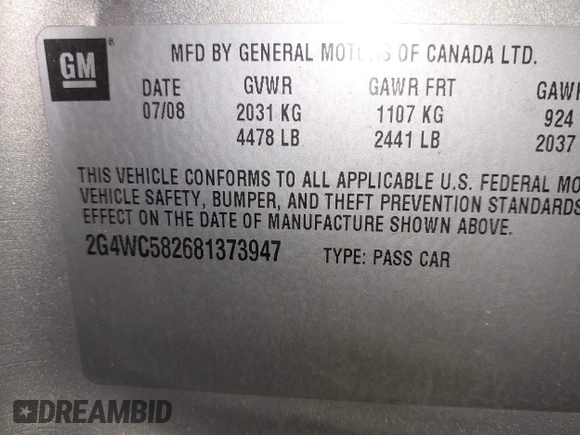 GM
MFD BY GENERAL MOTORS OF CANADA LTD.
DATE GVWR GAWR FRT GAWR
07/08 2031 KG 1107 KG 924
4478 LB 2441 LB 2037
THIS VEHICLE CONFORMS TO ALL APPLICABLE U.S. FEDERAL MO
VEHICLE SAFETY, BUMPER, AND THEFT PREVENTION STANDARDS
EFFECT ON THE DATE OF MANUFACTURE SHOWN ABOVE.
2G4WC582681373947 TYPE: PASS CAR
DREAMBID